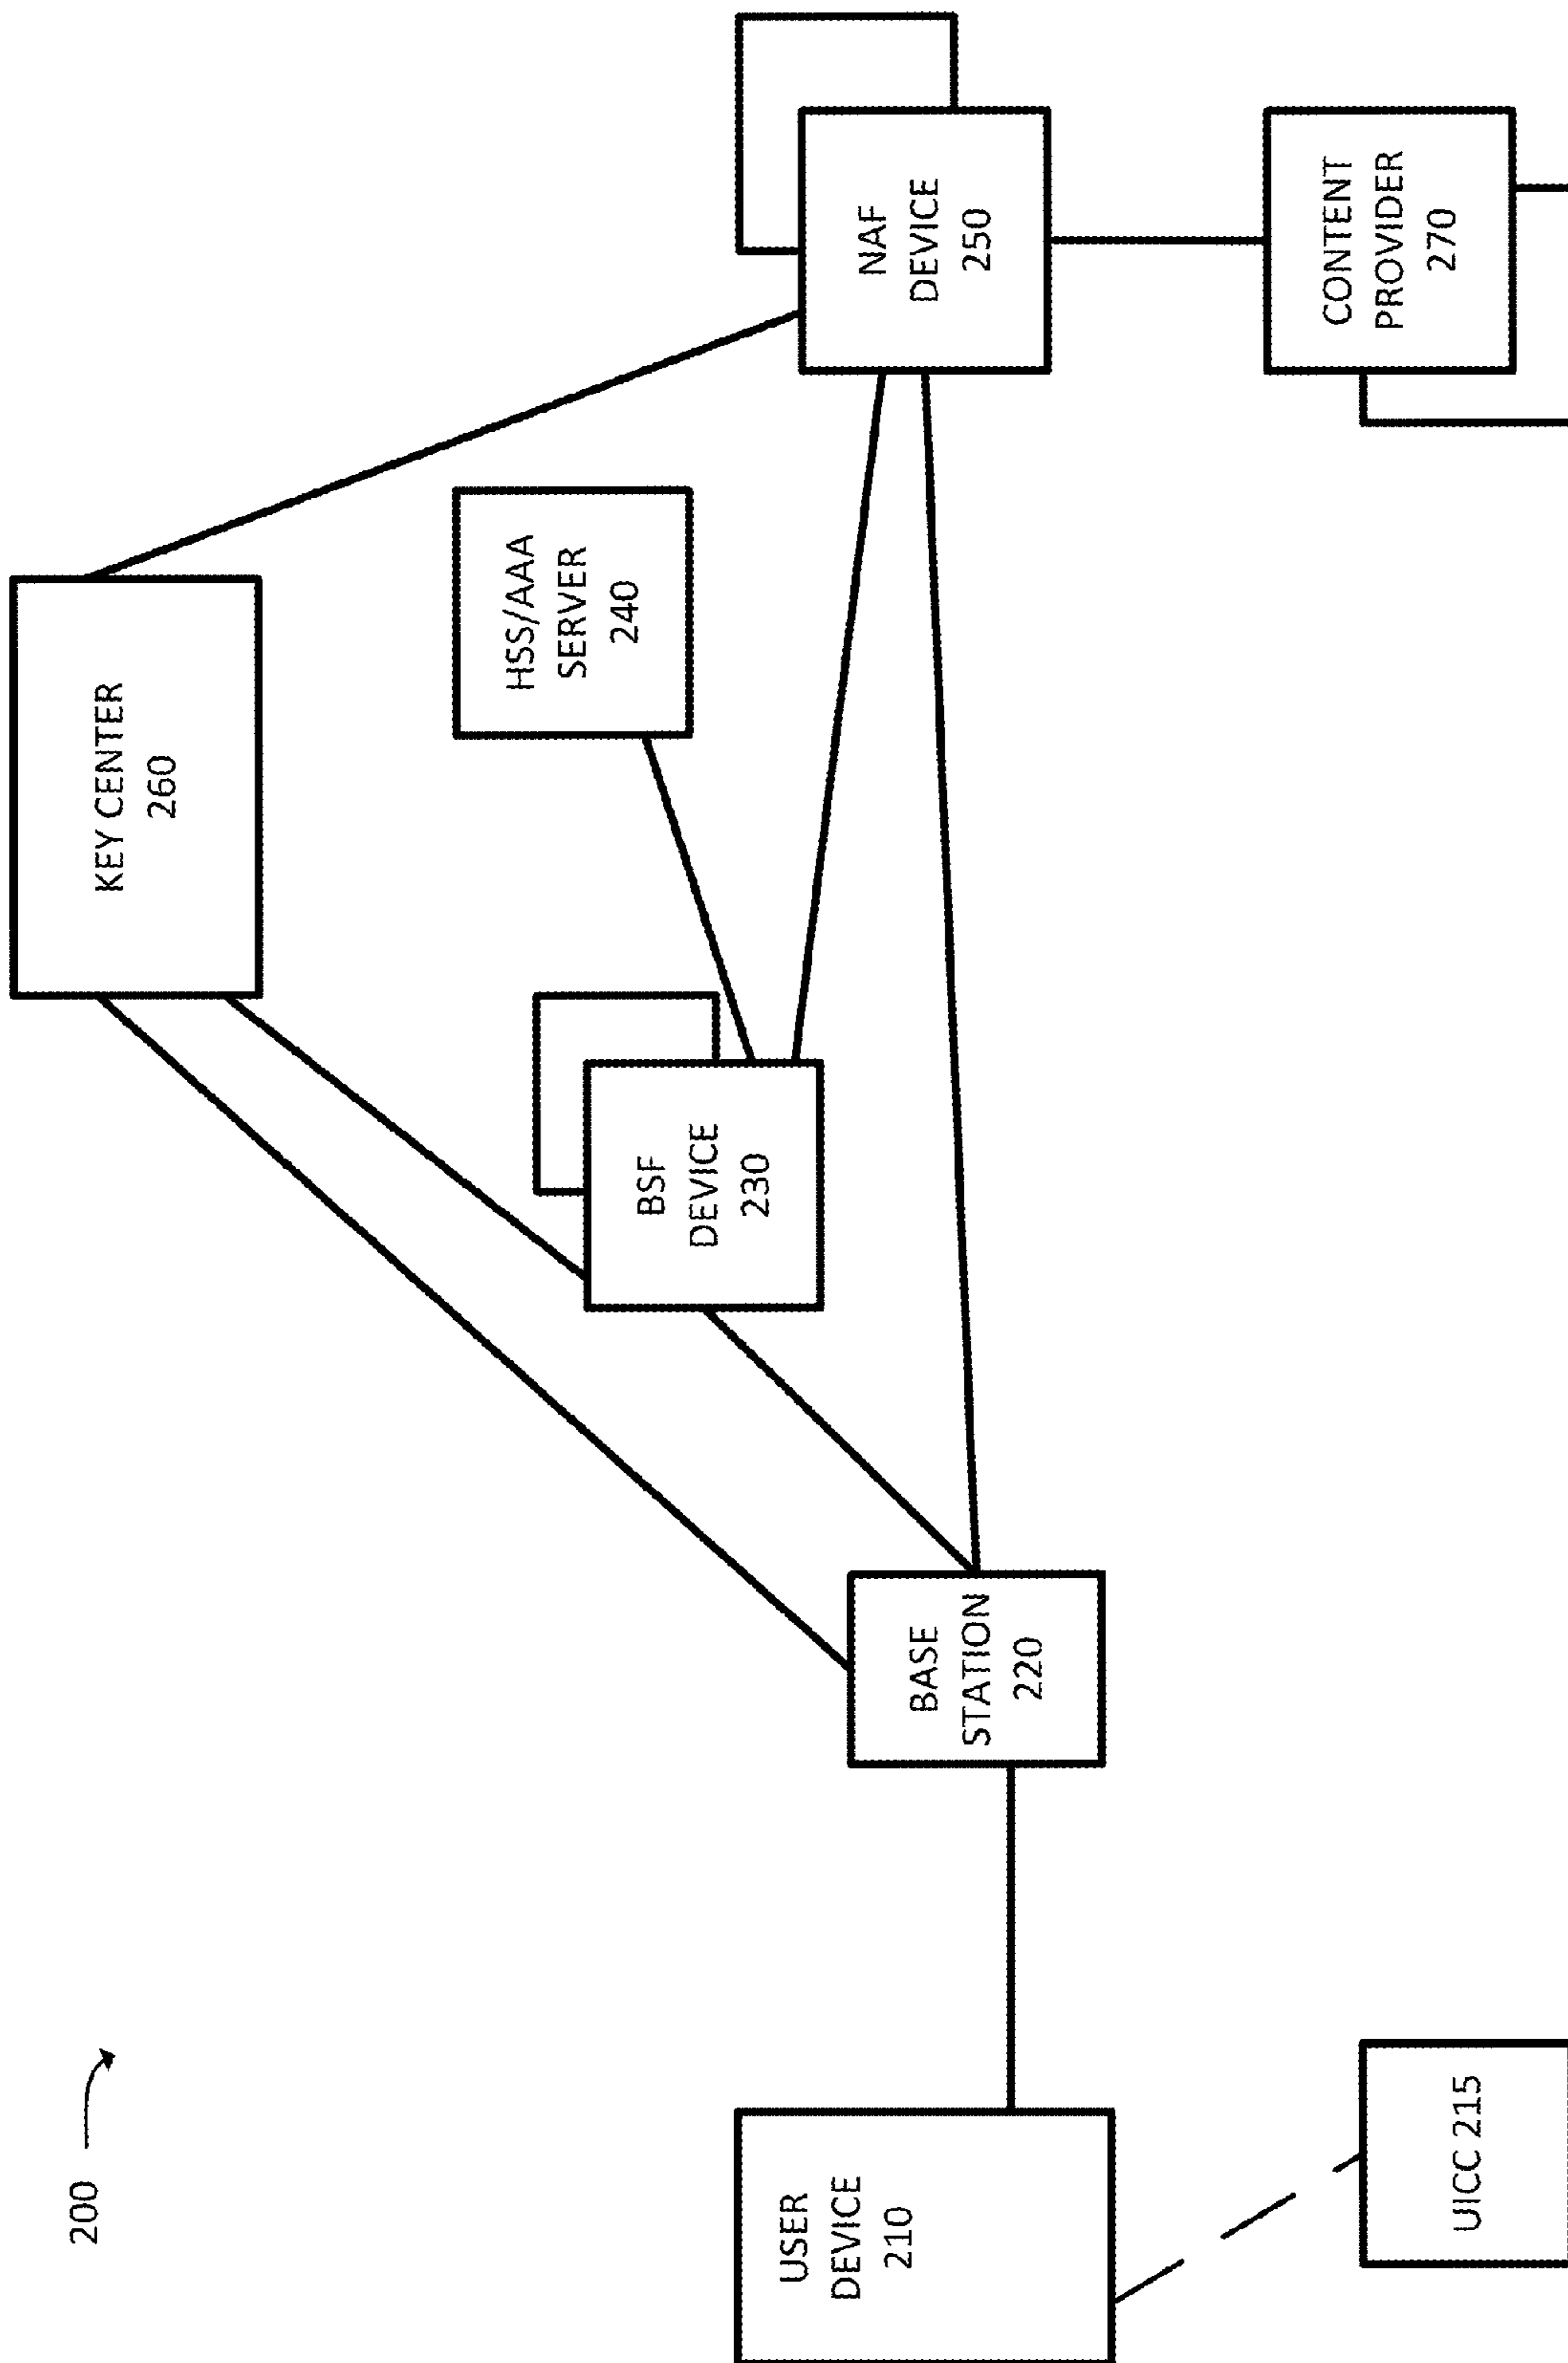 200
KEY CENTER
260
HSS/AAA
SERVER
240
BSF
DEVICE
230
NAF
DEVICE
250
USER
DEVICE
210
BASE
STATION
220
CONTENT
PROVIDER
270
UICC 215